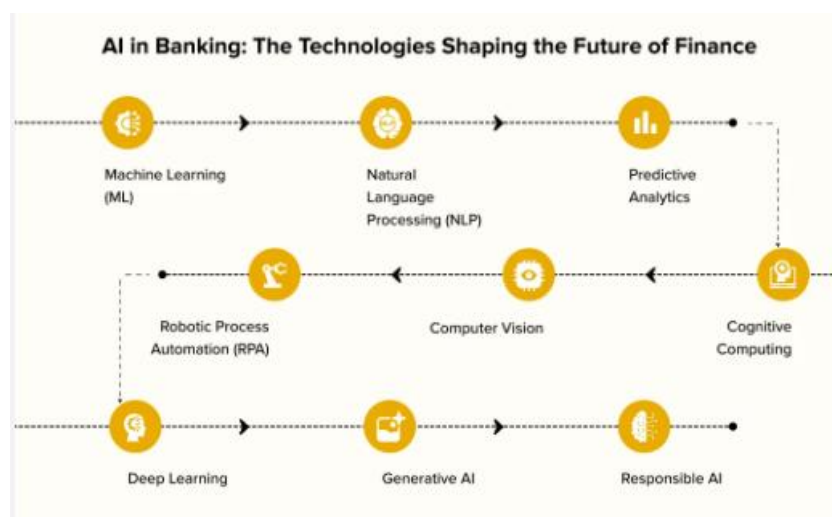 AI in Banking: The Technologies Shaping the Future of Finance
Machine Learning
(ML)
Natural
Language
Processing (NLP)
Predictive
Analytics
Cognitive
Computing
Computer Vision
Robotic Process
Automation (RPA)
Deep Learning
Generative AI
Responsible AI